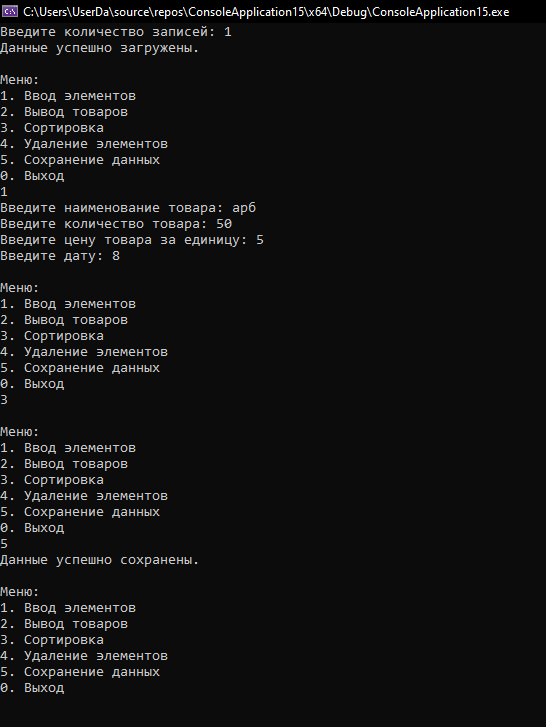 C:\Users\UserDa\source\repos\ConsoleApplication15\x64\Debug\ConsoleApplication15.exe
Введите количество записей: 1
Данные успешно загружены.
Меню:
1. Ввод элементов
2. Вывод товаров
3. Сортировка
4. Удаление элементов
5. Сохранение данных
0. Выход
1
Введите наименование товара: арб
Введите количество товара: 50
Введите цену товара за единицу: 5
Введите дату: 8
Меню:
1. Ввод элементов
2. Вывод товаров
3. Сортировка
4. Удаление элементов
5. Сохранение данных
0. Выход
3
Меню:
1. Ввод элементов
2. Вывод товаров
3. Сортировка
4. Удаление элементов
5. Сохранение данных
0. Выход
5
Данные успешно сохранены.
Меню:
1. Ввод элементов
2. Вывод товаров
3. Сортировка
4. Удаление элементов
5. Сохранение данных
0. Выход